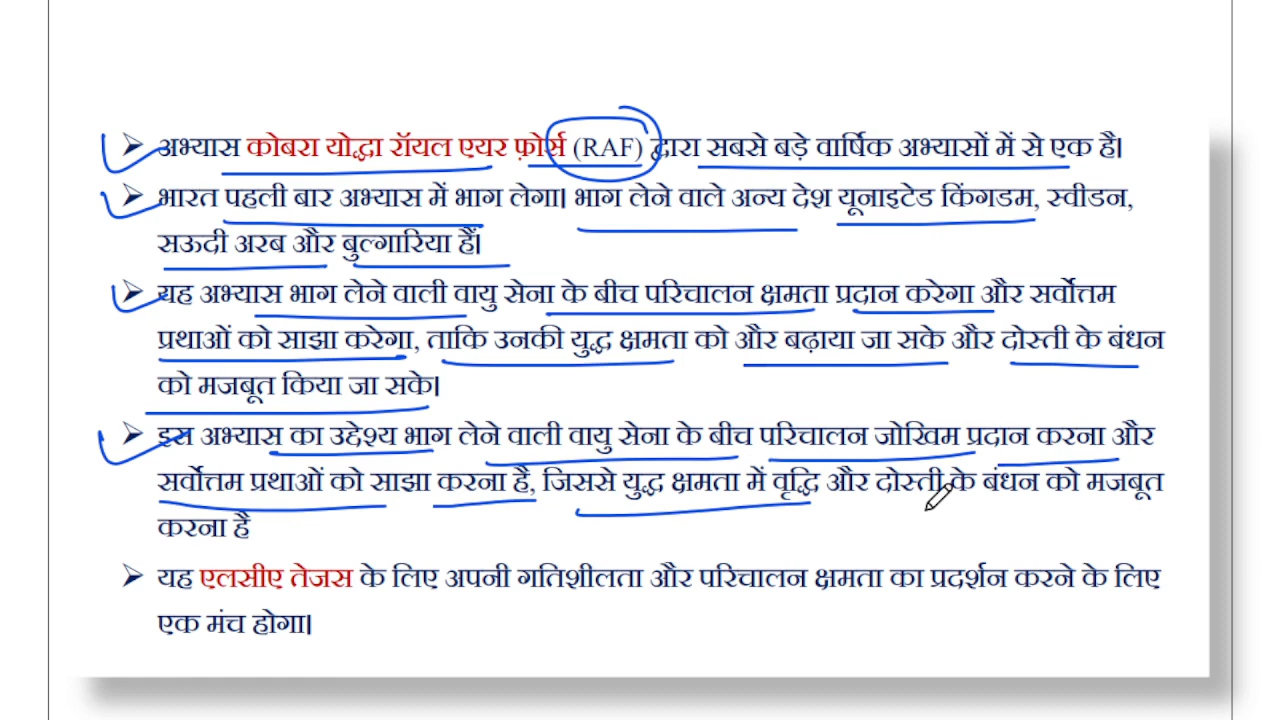 ➢ अभ्यास कोबरा योद्धा रॉयल एयर फ़ोर्स (RAF) द्वारा सबसे बड़े वार्षिक अभ्यासों में से एक है।
➢ भारत पहली बार अभ्यास में भाग लेगा। भाग लेने वाले अन्य देश यूनाइटेड किंगडम, स्वीडन,
सऊदी अरब और बुल्गारिया हैं।
➢ यह अभ्यास भाग लेने वाली वायु सेना के बीच परिचालन क्षमता प्रदान करेगा और सर्वोत्तम
प्रथाओं को साझा करेगा, ताकि उनकी युद्ध क्षमता को और बढ़ाया जा सके और दोस्ती के बंधन
को मजबूत किया जा सके।
➢ इस अभ्यास का उद्देश्य भाग लेने वाली वायु सेना के बीच परिचालन जोखिम प्रदान करना और
सर्वोत्तम प्रथाओं को साझा करना है, जिससे युद्ध क्षमता में वृद्धि और दोस्ती के बंधन को मजबूत
करना है
➢ यह एलसीए तेजस के लिए अपनी गतिशीलता और परिचालन क्षमता का प्रदर्शन करने के लिए
एक मंच होगा।